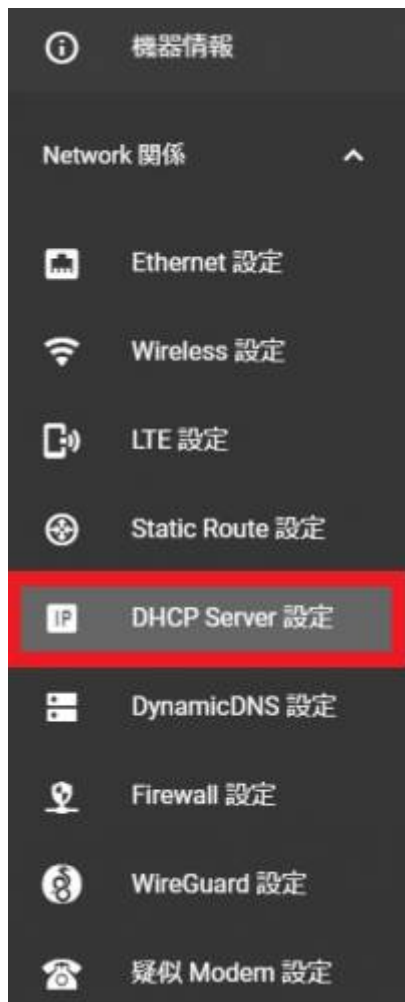 機器情報
Network 関係
Ethernet 設定
Wireless 設定
LTE 設定
Static Route 設定
IP DHCP Server 設定
DynamicDNS 設定
Firewall 設定
WireGuard 設定
疑似 Modem 設定